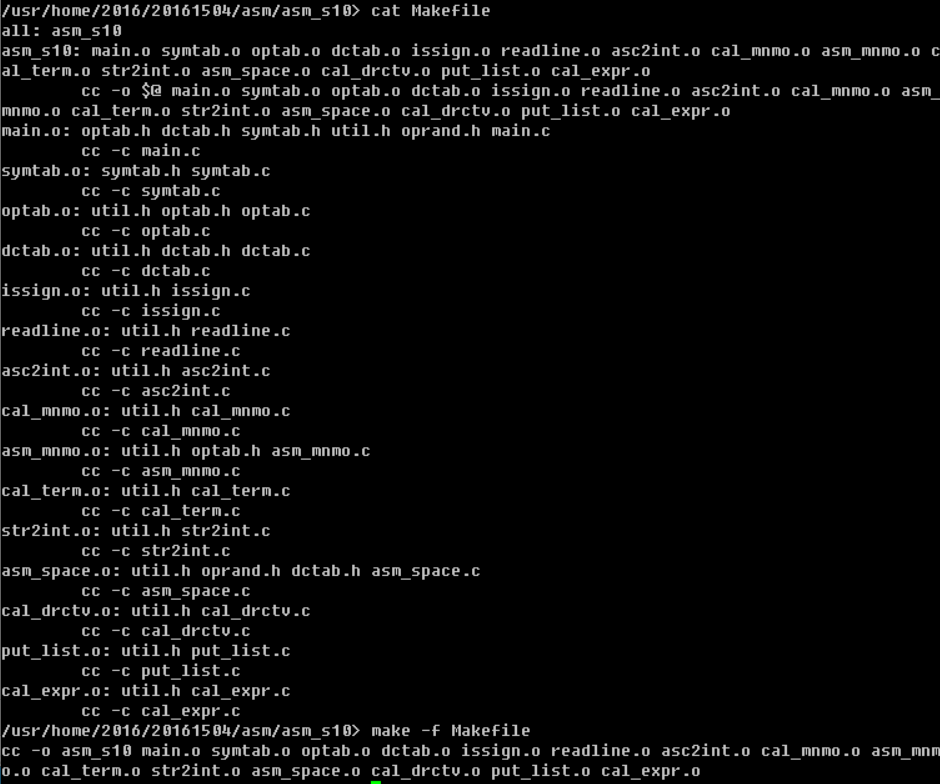 /usr/home/2016/20161504/asm/asm_s10> cat Makefile
all: asm_s10
asm_s10: main.o symtab.o optab.o dctab.o issign.o readline.o asc2int.o cal_mnmo.o asm_mnmo.o c
al_term.o str2int.o asm_space.o cal_drctv.o put_list.o cal_expr.o
        cc -o $@ main.o symtab.o optab.o dctab.o issign.o readline.o asc2int.o cal_mnmo.o asm_
mnmo.o cal_term.o str2int.o asm_space.o cal_drctv.o put_list.o cal_expr.o
main.o: optab.h dctab.h symtab.h util.h oprand.h main.c
        cc -c main.c
symtab.o: symtab.h symtab.c
        cc -c symtab.c
optab.o: util.h optab.h optab.c
        cc -c optab.c
dctab.o: util.h dctab.h dctab.c
        cc -c dctab.c
issign.o: util.h issign.c
        cc -c issign.c
readline.o: util.h readline.c
        cc -c readline.c
asc2int.o: util.h asc2int.c
        cc -c asc2int.c
cal_mnmo.o: util.h cal_mnmo.c
        cc -c cal_mnmo.c
asm_mnmo.o: util.h optab.h asm_mnmo.c
        cc -c asm_mnmo.c
cal_term.o: util.h cal_term.c
        cc -c cal_term.c
str2int.o: util.h str2int.c
        cc -c str2int.c
asm_space.o: util.h oprand.h dctab.h asm_space.c
        cc -c asm_space.c
cal_drctv.o: util.h cal_drctv.c
        cc -c cal_drctv.c
put_list.o: util.h put_list.c
        cc -c put_list.c
cal_expr.o: util.h cal_expr.c
        cc -c cal_expr.c
/usr/home/2016/20161504/asm/asm_s10> make -f Makefile
cc -o asm_s10 main.o symtab.o optab.o dctab.o issign.o readline.o asc2int.o cal_mnmo.o asm_mnm
o.o cal_term.o str2int.o asm_space.o cal_drctv.o put_list.o cal_expr.o